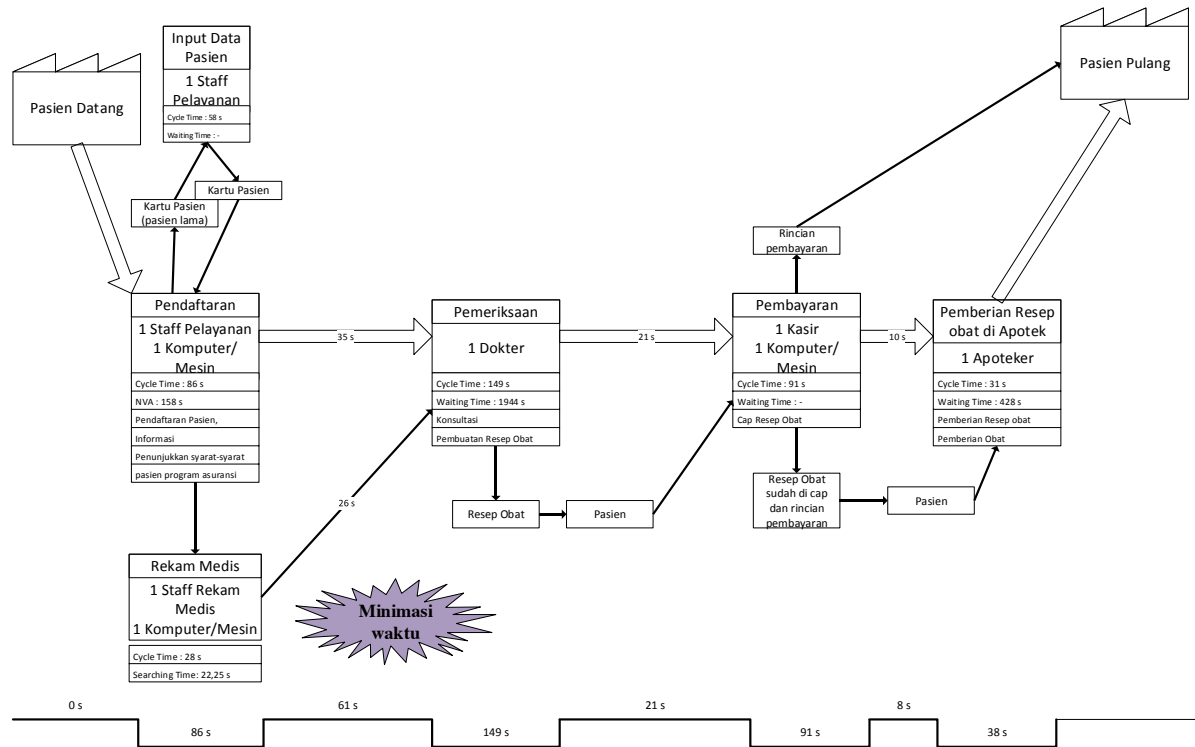 Input Data
Pasien
1 Staff
Pelayanan
Cycle Time : 58 s
Waiting Time : -
Pasien Datang
Pasien Pulang
Kartu Pasien
Kartu Pasien
(pasien lama)
Rincian
pembayaran
Pendaftaran
1 Staff Pelayanan
1 Komputer/
Mesin
Cycle Time : 86 s
NVA : 158 s
Pendaftaran Pasien,
Informasi
Penunjukkan syarat-syarat
pasien program asuransi
35 s
Pemeriksaan
1 Dokter
Cycle Time : 149 s
Waiting Time : 1944 s
Konsultasi
Pembuatan Resep Obat
21 s
Pembayaran
1 Kasir
1 Komputer/
Mesin
Cycle Time : 91 s
Waiting Time : -
Cap Resep Obat
10 s
Pemberian Resep
obat di Apotek
1 Apoteker
Cycle Time : 31 s
Waiting Time : 428 s
Pemberian Resep obat
Pemberian Obat
26 s
Resep Obat
Pasien
Resep Obat
sudah di cap
dan rincian
pembayaran
Pasien
Rekam Medis
1 Staff Rekam
Medis
1 Komputer/Mesin
Cycle Time : 28 s
Searching Time: 22,25 s
Minimasi
waktu
0 s
61 s
21 s
8 s
86 s
149 s
91 s
38 s